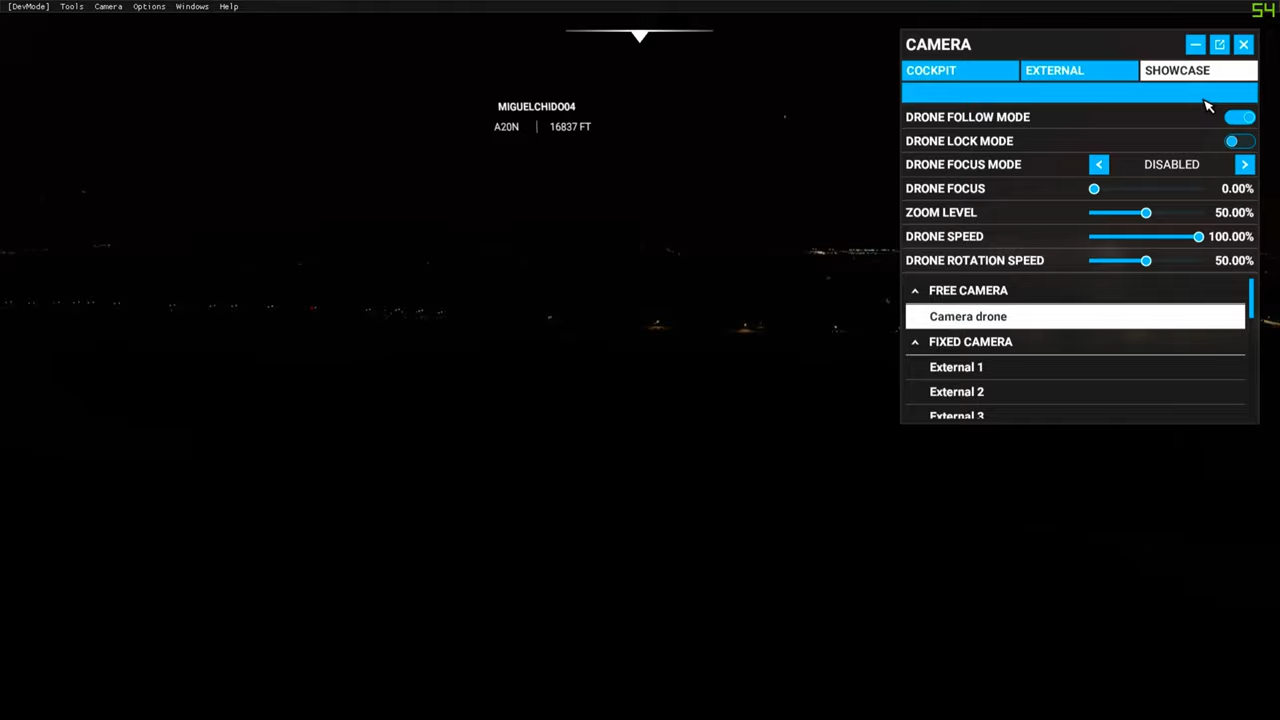 [DevMode] Tools Camera Options Windows Help
54
CAMERA
COCKPIT EXTERNAL SHOWCASE
MIGUELCHIDO04
A20N | 16837 FT
DRONE FOLLOW MODE
DRONE LOCK MODE
DRONE FOCUS MODE < DISABLED >
DRONE FOCUS 0.00%
ZOOM LEVEL 50.00%
DRONE SPEED 100.00%
DRONE ROTATION SPEED 50.00%
FREE CAMERA
Camera drone
FIXED CAMERA
External 1
External 2
External 3